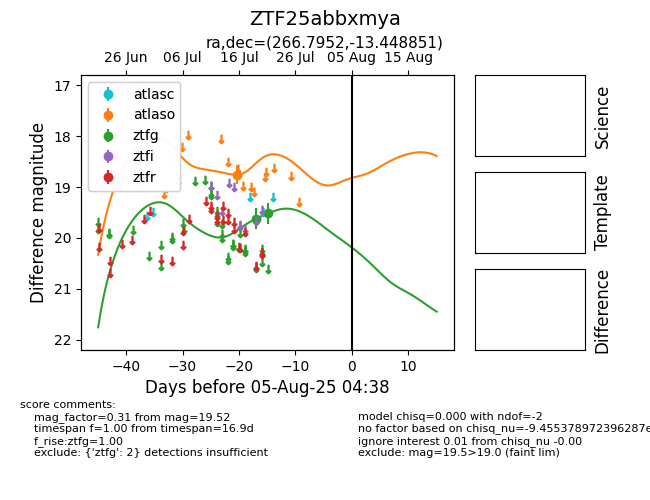 ZTF25abbxmya
ra,dec=(266.7952,-13.448851)
26 Jun 06 Jul 16 Jul 26 Jul 05 Aug 15 Aug
17
18
19
20
21
22
Difference magnitude
atlasc
atlaso
ztfg
ztfi
ztfr
−40 −30 −20 −10 0 10
Days before 05-Aug-25 04:38
Science
Template
Difference
score comments:
mag_factor=0.31 from mag=19.52
timespan f=1.00 from timespan=16.9d
f_rise:ztfg=1.00
exclude: {'ztfg': 2} detections insufficient
model chisq=0.000 with ndof=-2
no factor based on chisq_nu=-9.455378972396287e
ignore interest 0.01 from chisq_nu -0.00
exclude: mag=19.5>19.0 (faint lim)